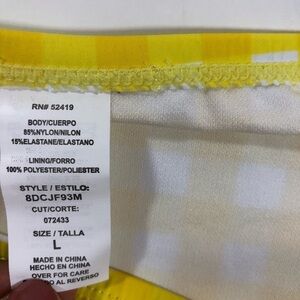 RN# 52419
BODY/CUERPO
85%NYLON/NILON
15%ELASTANE/ELASTANO
LINING/FORRO
100% POLYESTER/POLIESTER
STYLE / ESTILO:
8DCJF93M
CUT/CORTE:
072433
SIZE / TALLA
L
MADE IN CHINA
HECHO EN CHINA
OVER FOR CARE
AL REVERSO